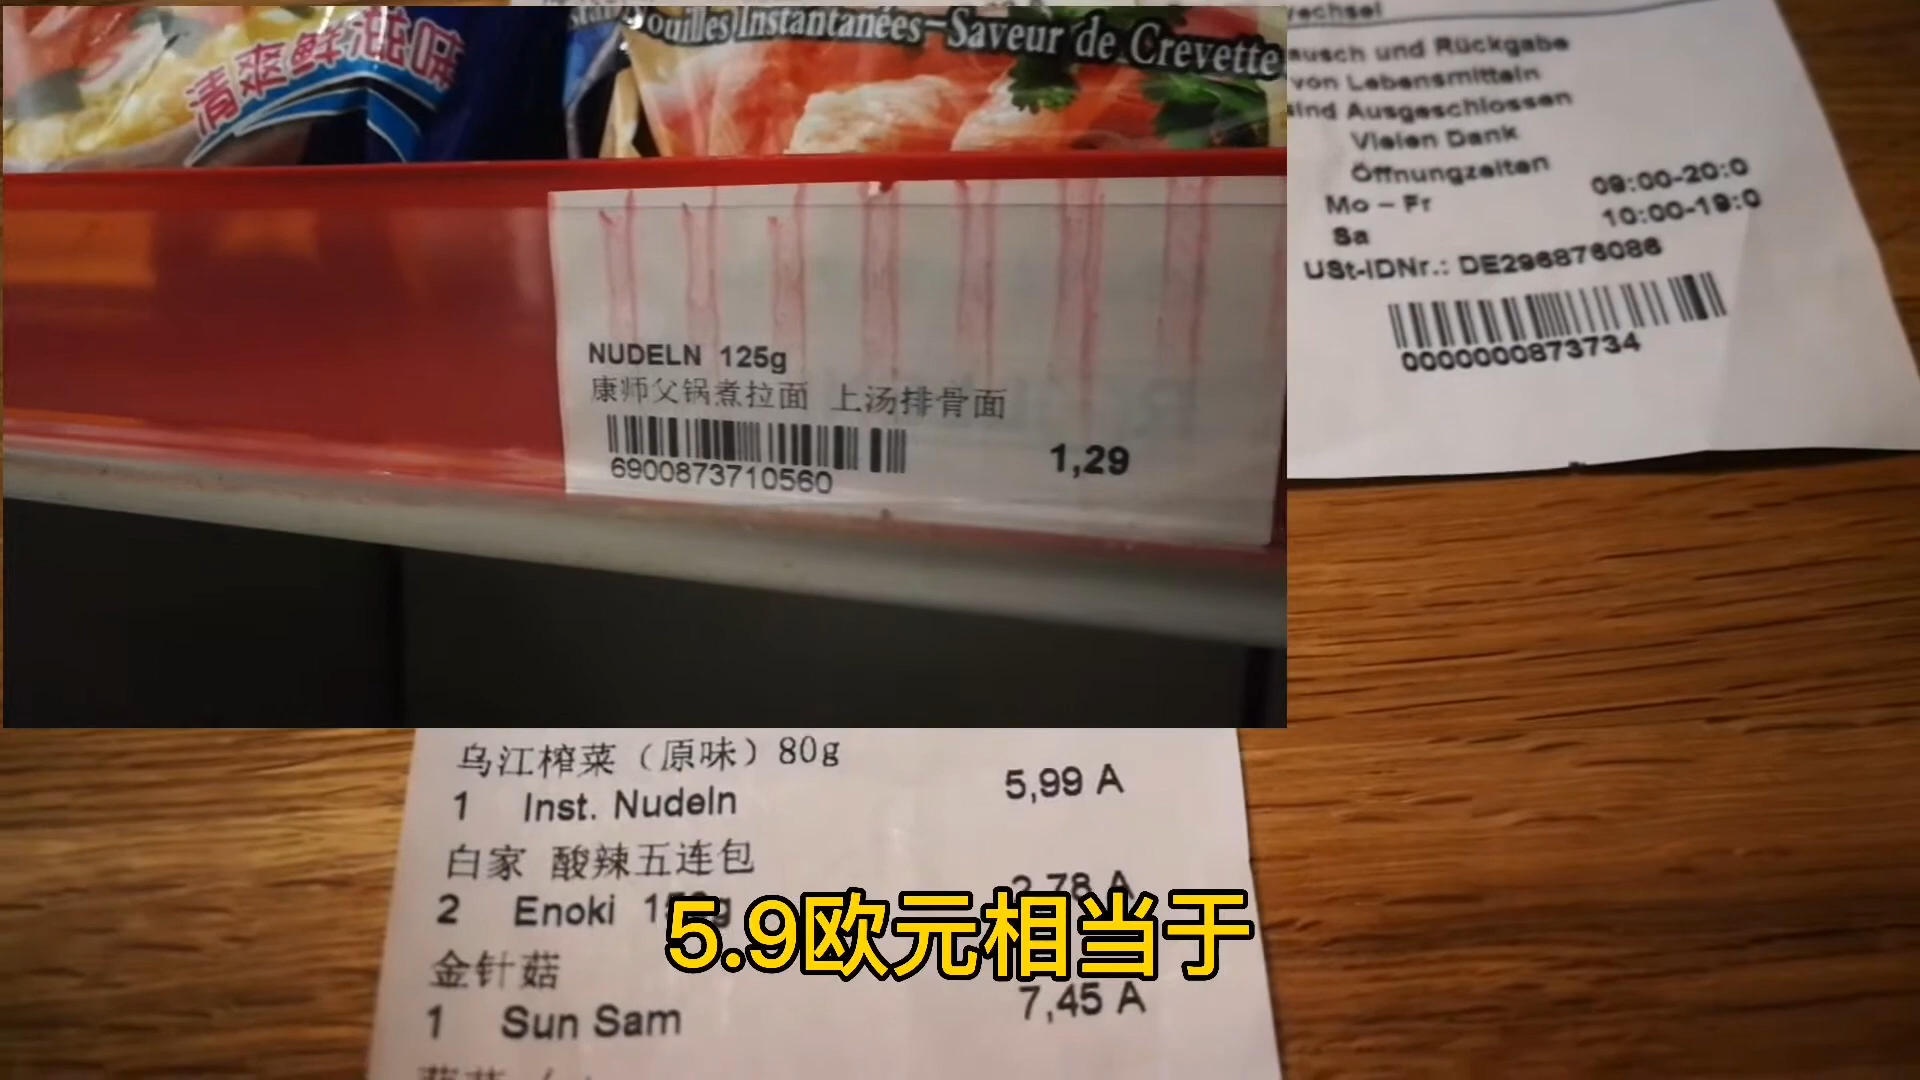 清爽鲜滋味
Nouilles Instantanées-Saveur de Crevette
NUDELN 125g
康师父锅煮拉面 上汤排骨面
6900873710560
1,29
ausch und Rückgabe
von Lebensmitteln
sind Ausgeschlossen
Vielen Dank
Öffnungzeiten
Mo - Fr 09:00-20:0
Sa 10:00-19:0
USt-IDNr.: DE296876086
0000000873734
乌江榨菜（原味）80g
1 Inst. Nudeln 5,99 A
白家 酸辣五连包
2 Enoki 2,78 A
金针菇
1 Sun Sam 7,45 A
5.9欧元相当于